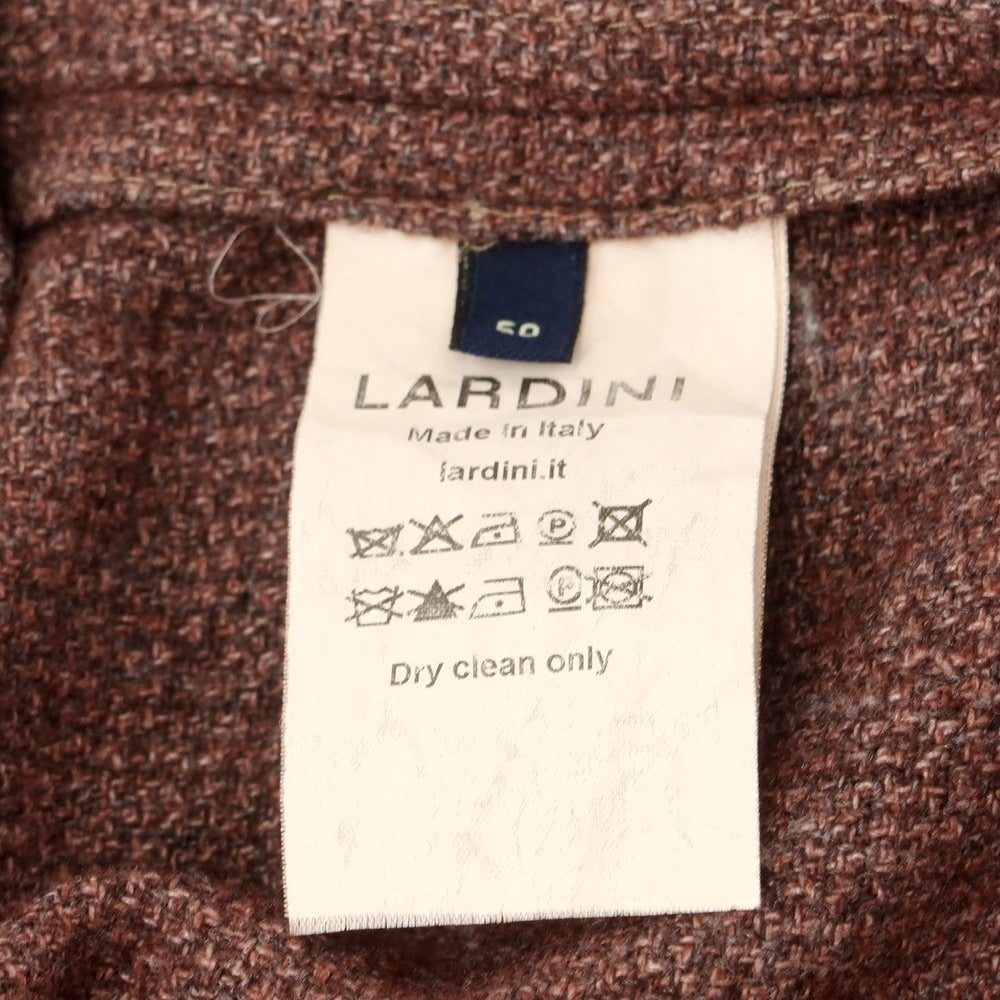 50
LARDINI
Made in Italy
lardini.it
P
P
Dry clean only